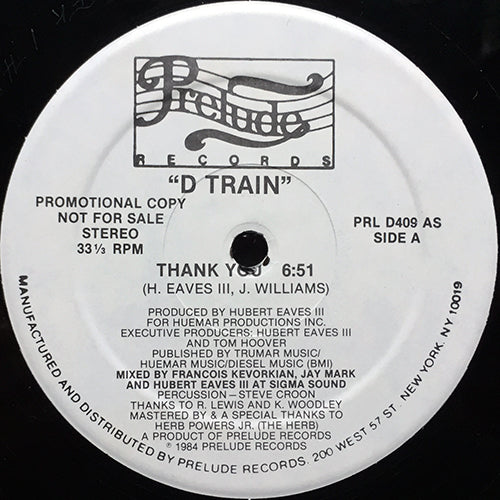 Prelude
RECORDS
"D TRAIN"
PROMOTIONAL COPY
NOT FOR SALE
STEREO
33 1/3 RPM
PRL D409 AS
SIDE A
THANK YOU 6:51
(H. EAVES III, J. WILLIAMS)
PRODUCED BY HUBERT EAVES III
FOR HUEMAR PRODUCTIONS INC.
EXECUTIVE PRODUCERS: HUBERT EAVES III
AND TOM HOOVER
PUBLISHED BY TRUMAR MUSIC/
HUEMAR MUSIC/DIESEL MUSIC (BMI)
MIXED BY FRANCOIS KEVORKIAN, JAY MARK
AND HUBERT EAVES III AT SIGMA SOUND
PERCUSSION–STEVE CROON
THANKS TO R. LEWIS AND K. WOODLEY
MASTERED BY & A SPECIAL THANKS TO
HERB POWERS JR. (THE HERB)
A PRODUCT OF PRELUDE RECORDS
℗ 1984 PRELUDE RECORDS
MANUFACTURED AND DISTRIBUTED BY PRELUDE RECORDS, 200 WEST 57 ST. NEW YORK, NY 10019